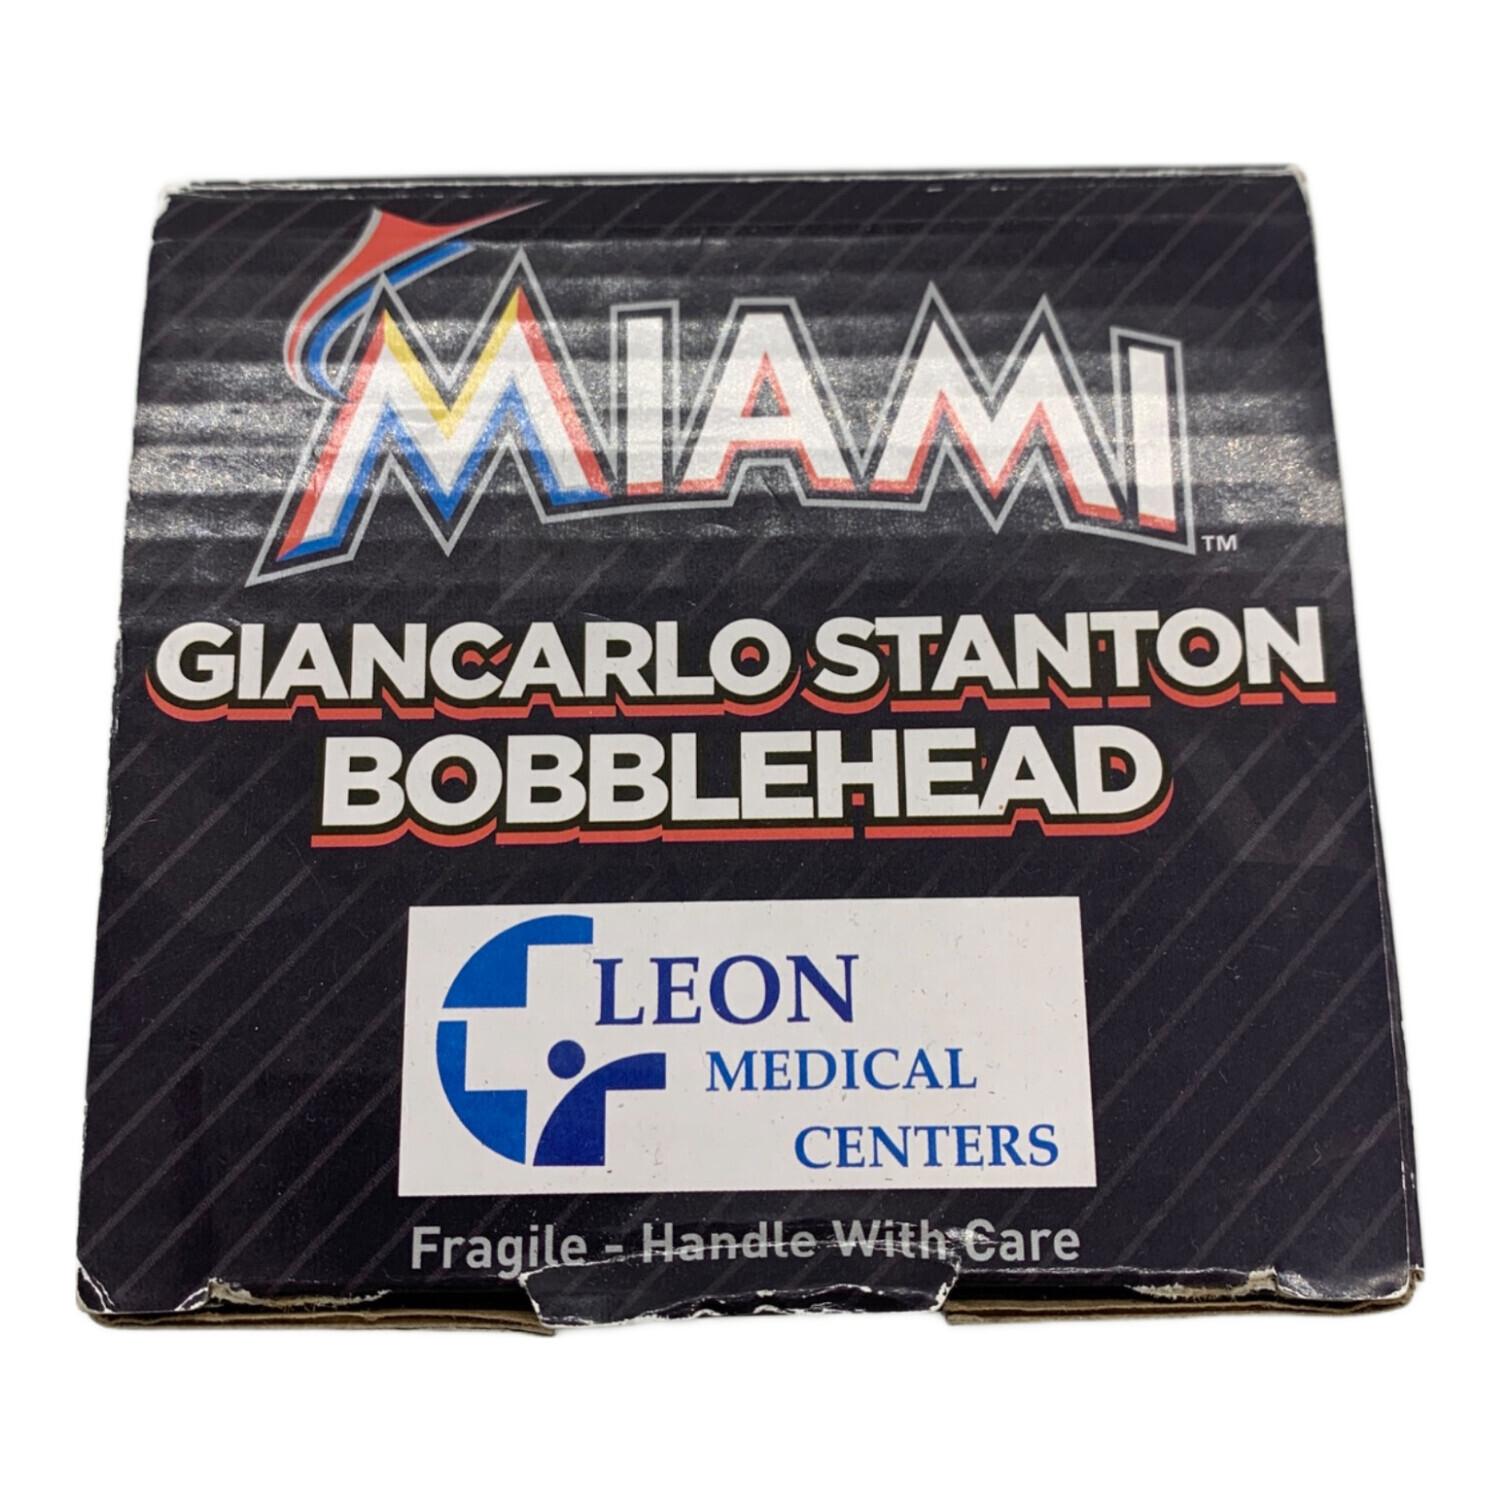 MIAMI TM
GIANCARLO STANTON
BOBBLEHEAD
LEON
MEDICAL
CENTERS
Fragile - Handle With Care